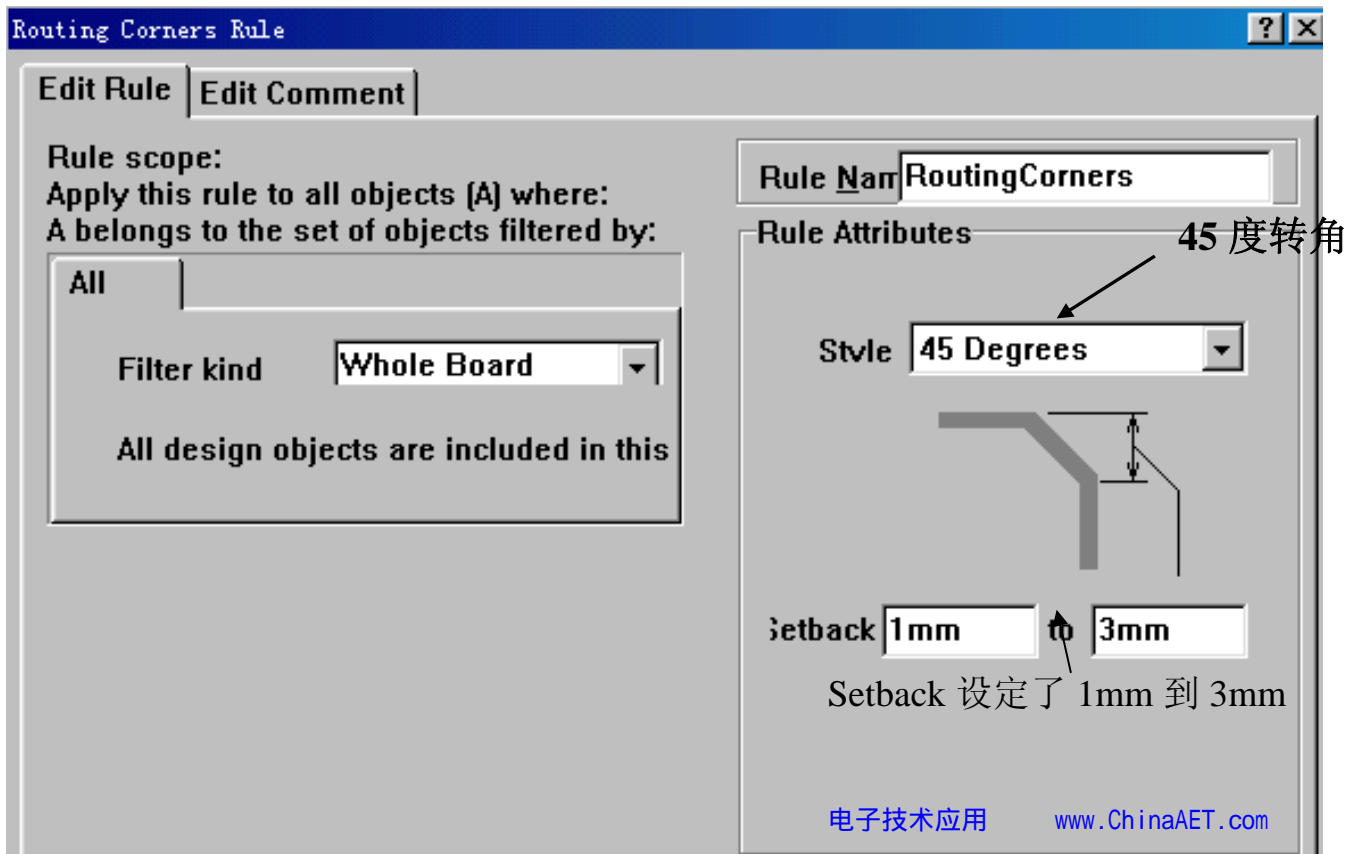 Routing Corners Rule
Edit Rule
Edit Comment
Rule scope:
Apply this rule to all objects (A) where:
A belongs to the set of objects filtered by:
All
Filter kind
Whole Board
All design objects are included in this
Rule Nam
RoutingCorners
Rule Attributes
45 度转角
Style
45 Degrees
Setback
1mm
to
3mm
Setback 设定了 1mm 到 3mm
电子技术应用 www.ChinaAET.com